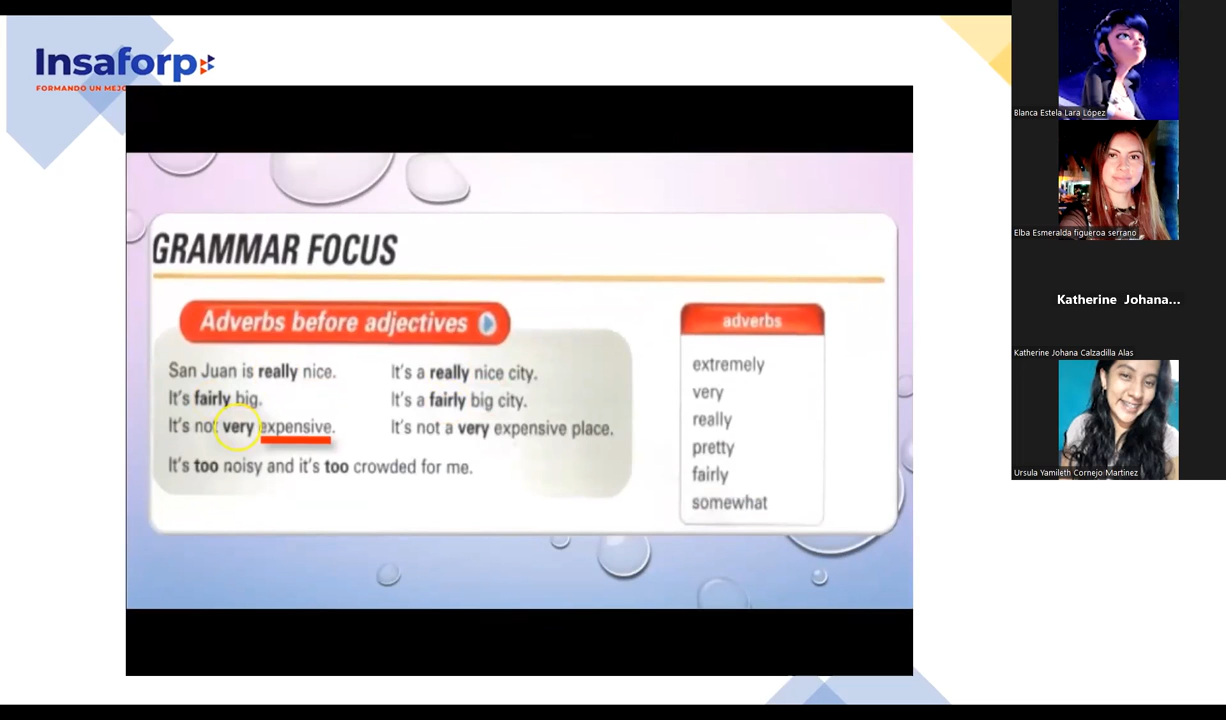 Insaforp
FORMANDO UN MEJO
GRAMMAR FOCUS
Adverbs before adjectives
San Juan is really nice.
It's fairly big.
It's not very expensive.
It's a really nice city.
It's a fairly big city.
It's not a very expensive place.
It's too noisy and it's too crowded for me.
adverbs
extremely
very
really
pretty
fairly
somewhat
Blanca Estela Lara López
Elba Esmeralda figueroa serrano
Katherine Johana...
Katherine Johana Calzadilla Alas
Ursula Yamileth Cornejo Martinez